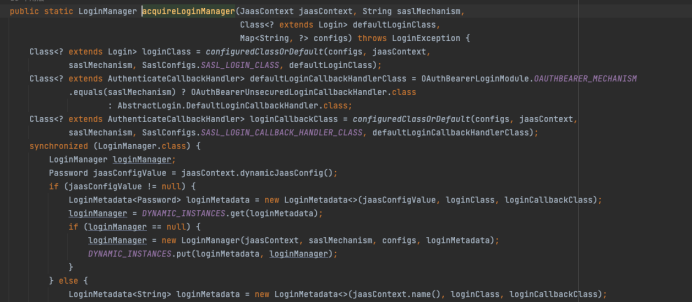 public static LoginManager acquireLoginManager(JaasContext jaasContext, String saslMechanism,
Class<? extends Login> defaultLoginClass,
Map<String, ?> configs) throws LoginException {
Class<? extends Login> loginClass = configuredClassOrDefault(configs, jaasContext,
saslMechanism, SaslConfigs.SASL_LOGIN_CLASS, defaultLoginClass);
Class<? extends AuthenticateCallbackHandler> defaultLoginCallbackHandlerClass = OAuthBearerLoginModule.OAUTHBEARER_MECHANISM
.equals(saslMechanism) ? OAuthBearerUnsecuredLoginCallbackHandler.class
: AbstractLogin.DefaultLoginCallbackHandler.class;
Class<? extends AuthenticateCallbackHandler> loginCallbackClass = configuredClassOrDefault(configs, jaasContext,
saslMechanism, SaslConfigs.SASL_LOGIN_CALLBACK_HANDLER_CLASS, defaultLoginCallbackHandlerClass);
synchronized (LoginManager.class) {
LoginManager loginManager;
Password jaasConfigValue = jaasContext.dynamicJaasConfig();
if (jaasConfigValue != null) {
LoginMetadata<Password> loginMetadata = new LoginMetadata<>(jaasConfigValue, loginClass, loginCallbackClass);
loginManager = DYNAMIC_INSTANCES.get(loginMetadata);
if (loginManager == null) {
loginManager = new LoginManager(jaasContext, saslMechanism, configs, loginMetadata);
DYNAMIC_INSTANCES.put(loginMetadata, loginManager);
}
} else {
LoginMetadata<String> loginMetadata = new LoginMetadata<>(jaasContext.name(), loginClass, loginCallbackClass);